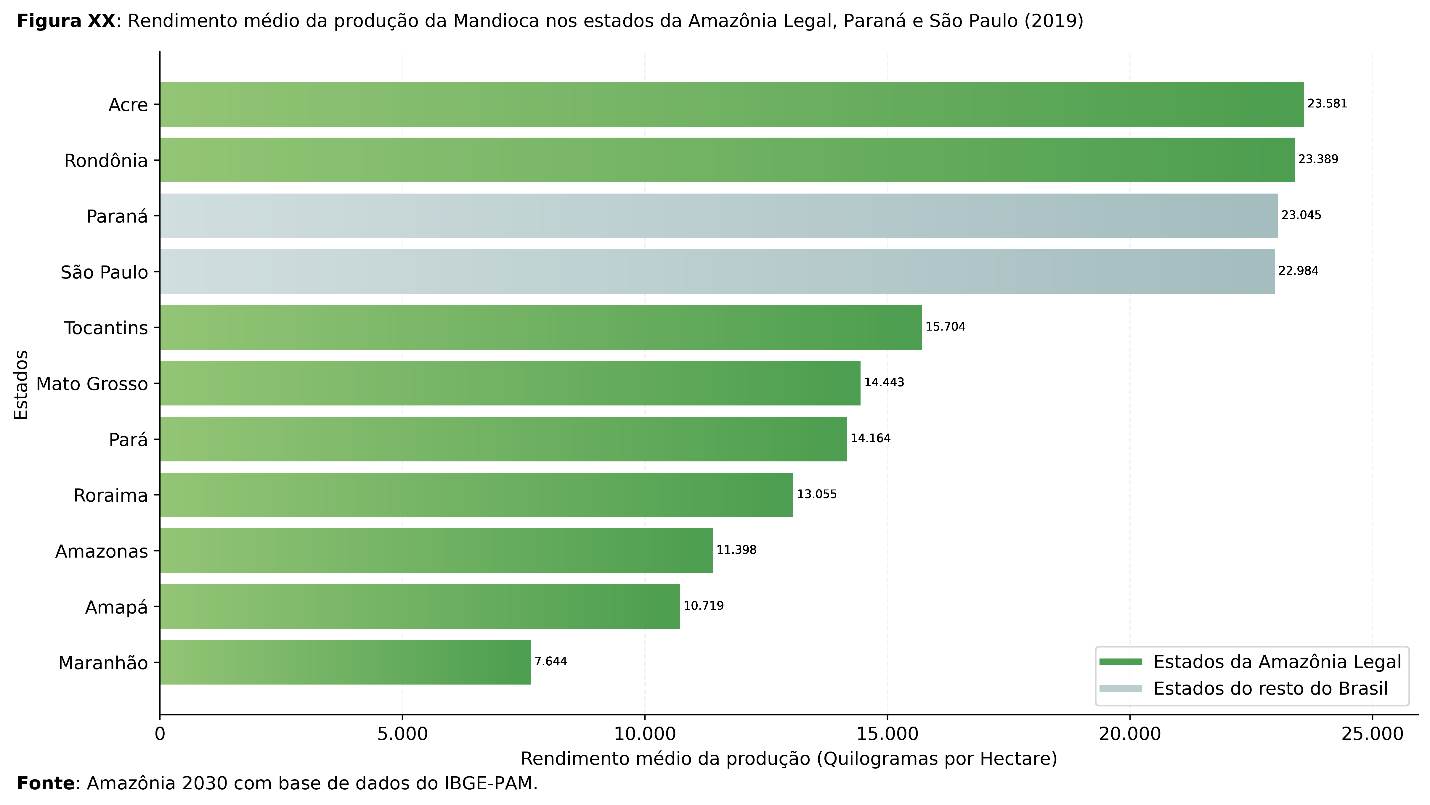 Figura XX: Rendimento médio da produção da Mandioca nos estados da Amazônia Legal, Paraná e São Paulo (2019)
Estados
Acre 23.581
Rondônia 23.389
Paraná 23.045
São Paulo 22.984
Tocantins 15.704
Mato Grosso 14.443
Pará 14.164
Roraima 13.055
Amazonas 11.398
Amapá 10.719
Maranhão 7.644
Estados da Amazônia Legal
Estados do resto do Brasil
0 5.000 10.000 15.000 20.000 25.000
Rendimento médio da produção (Quilogramas por Hectare)
Fonte: Amazônia 2030 com base de dados do IBGE-PAM.